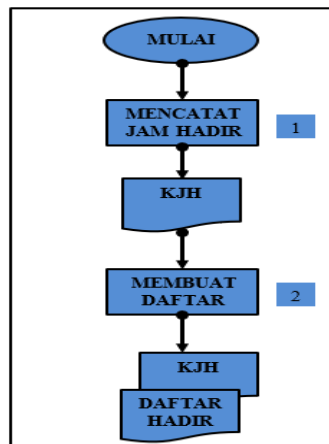 MULAI
MENCATAT
JAM HADIR
1
KJH
MEMBUAT
DAFTAR
2
KJH
DAFTAR
HADIR